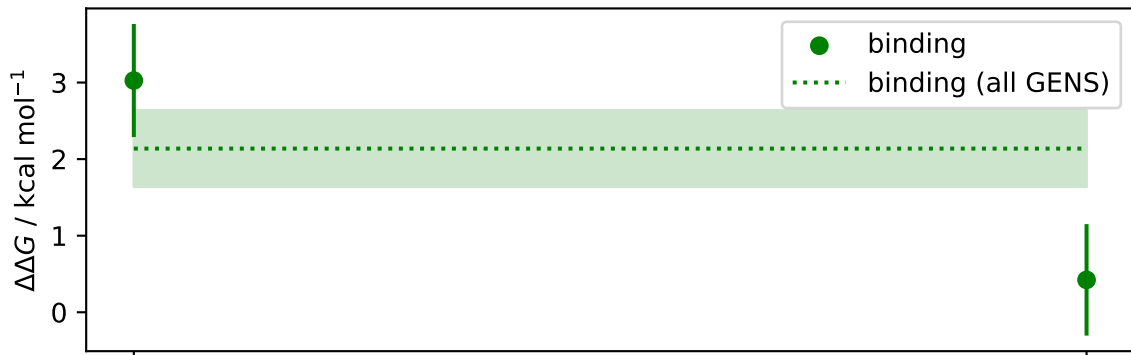 binding
binding (all GENS)
3
2
1
0
ΔΔG / kcal mol⁻¹